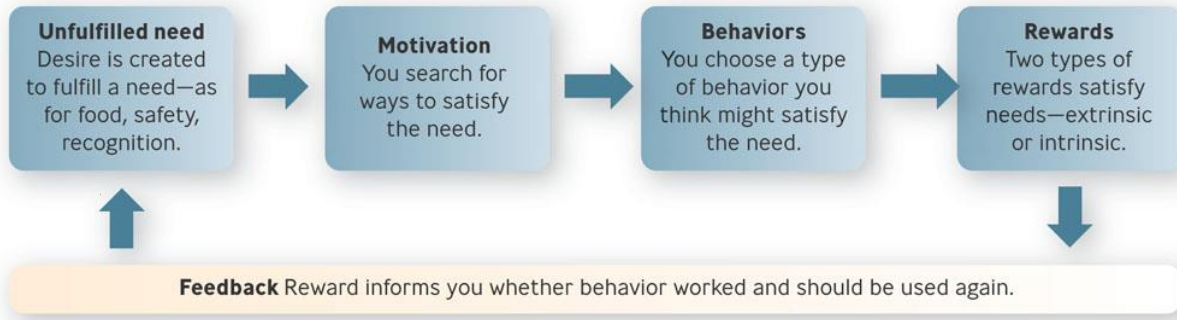 Unfulfilled need
Desire is created
to fulfill a need—as
for food, safety,
recognition.
Motivation
You search for
ways to satisfy
the need.
Behaviors
You choose a type
of behavior you
think might satisfy
the need.
Rewards
Two types of
rewards satisfy
needs—extrinsic
or intrinsic.
Feedback Reward informs you whether behavior worked and should be used again.